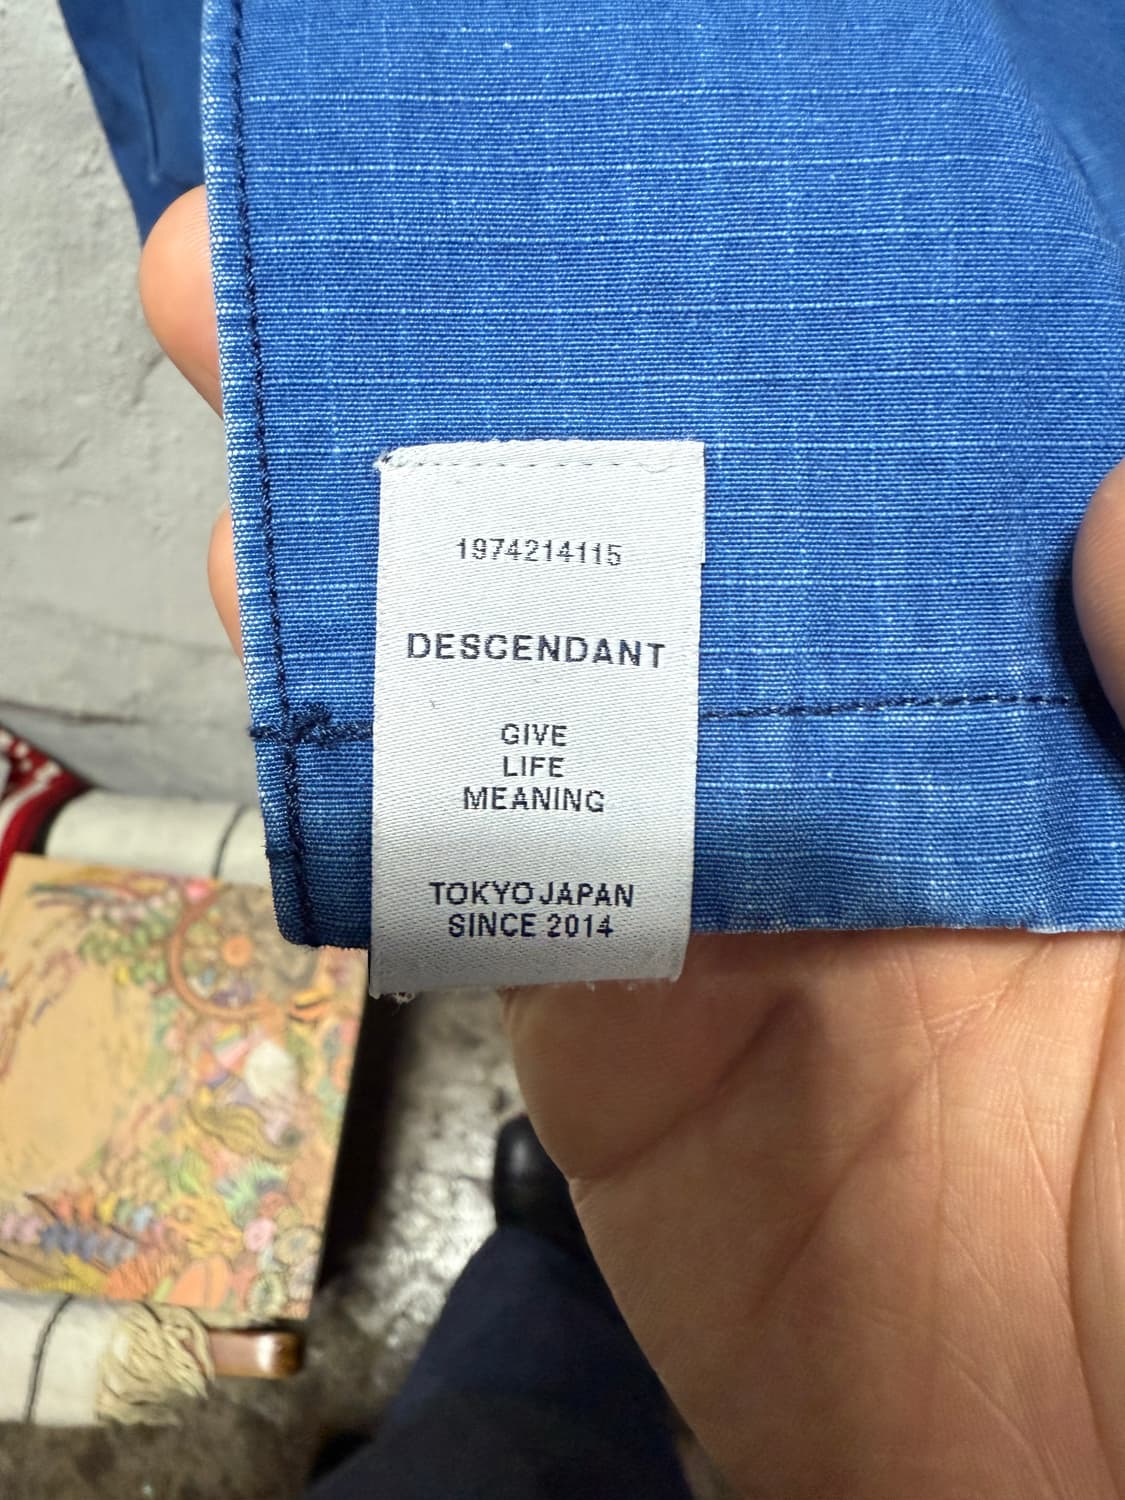 1974214115
DESCENDANT
GIVE
LIFE
MEANING
TOKYO JAPAN
SINCE 2014